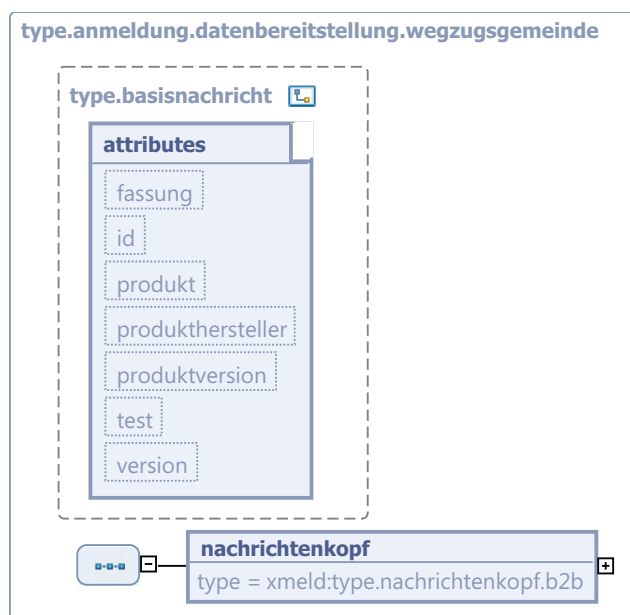 type.anmeldung.datenbereitstellung.wegzugsgemeinde
type.basisnachricht
attributes
fassung
id
produkt
produkthersteller
produktversion
test
version
nachrichtenkopf
type = xmeld:type.nachrichtenkopf.b2b